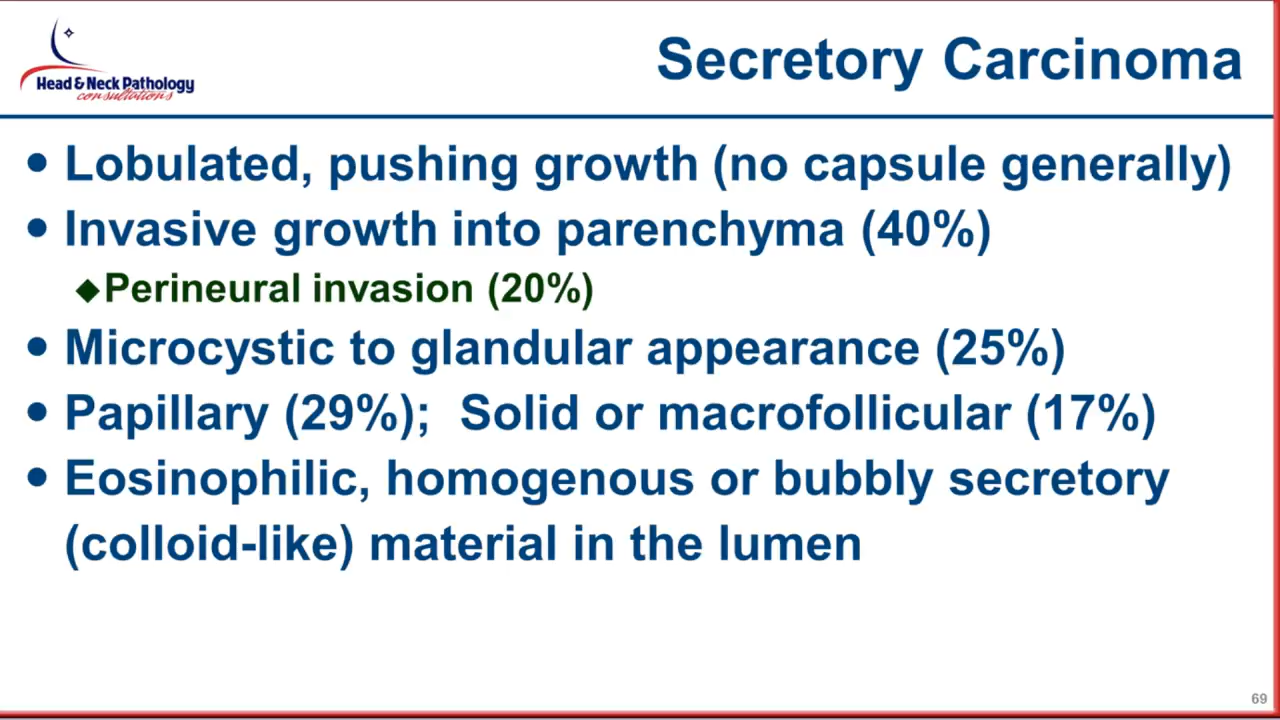 Head & Neck Pathology
consultations
Secretory Carcinoma
• Lobulated, pushing growth (no capsule generally)
• Invasive growth into parenchyma (40%)
◆Perineural invasion (20%)
• Microcystic to glandular appearance (25%)
• Papillary (29%); Solid or macrofollicular (17%)
• Eosinophilic, homogenous or bubbly secretory
(colloid-like) material in the lumen
69